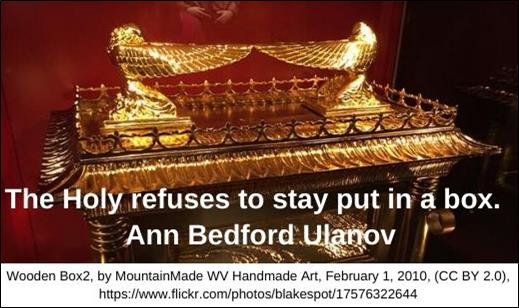 The Holy refuses to stay put in a box.
Ann Bedford Ulanov
Wooden Box2, by MountainMade WV Handmade Art, February 1, 2010, (CC BY 2.0),
https://www.flickr.com/photos/blakespot/17576322644